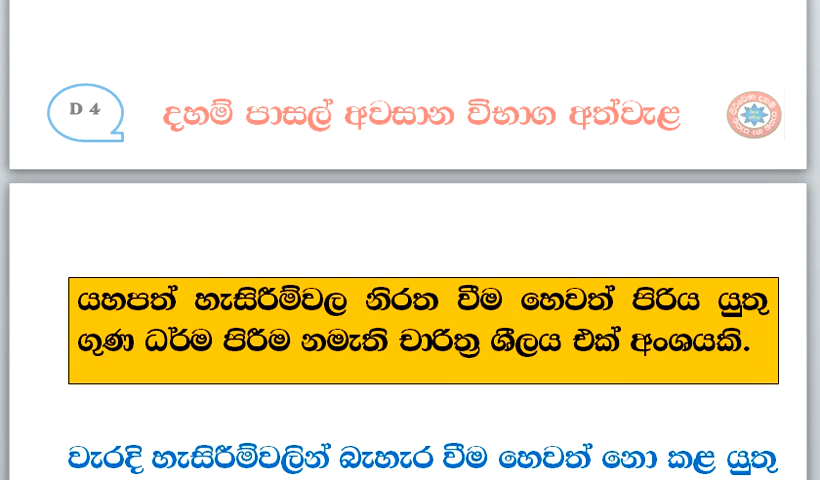 D 4
දහම් පාසල් අවසාන විභාග අත්වැළ
යහපත් හැසිරීම්වල නිරත වීම හෙවත් පිරිය යුතු
ගුණ ධර්ම පිරීම නමැති චාරිත්‍ර ශීලය එක් අංශයකි.
වැරදි හැසිරීම්වලින් බැහැර වීම හෙවත් නො කළ යුතු